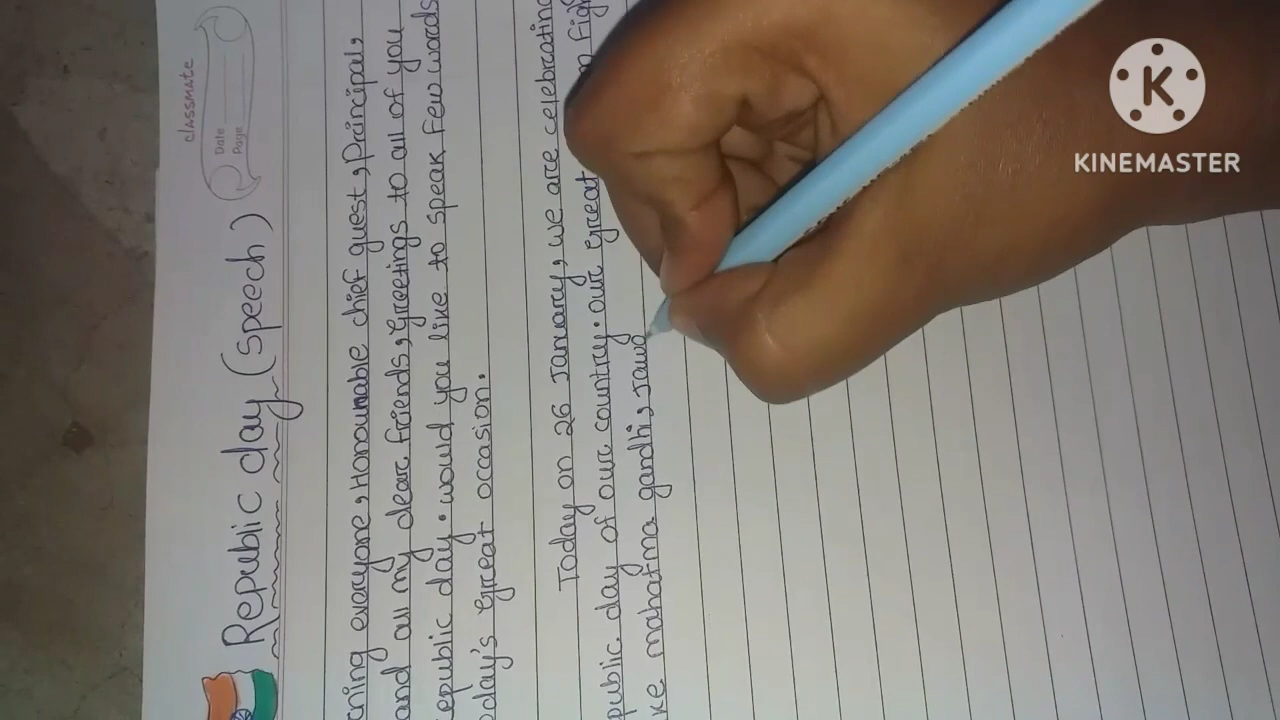 classmate
Date
Page
Republic day (Speech)
rning everyone, Honourable chief guest, Principal,
and all my dear friends, Greetings to all of you
epublic day. would you like to speak few words
oday's great occasion.
Today on 26 January, we are celebrating
public day of our country. our great
ke mahatma gandhi, Jawa
K
KINEMASTER